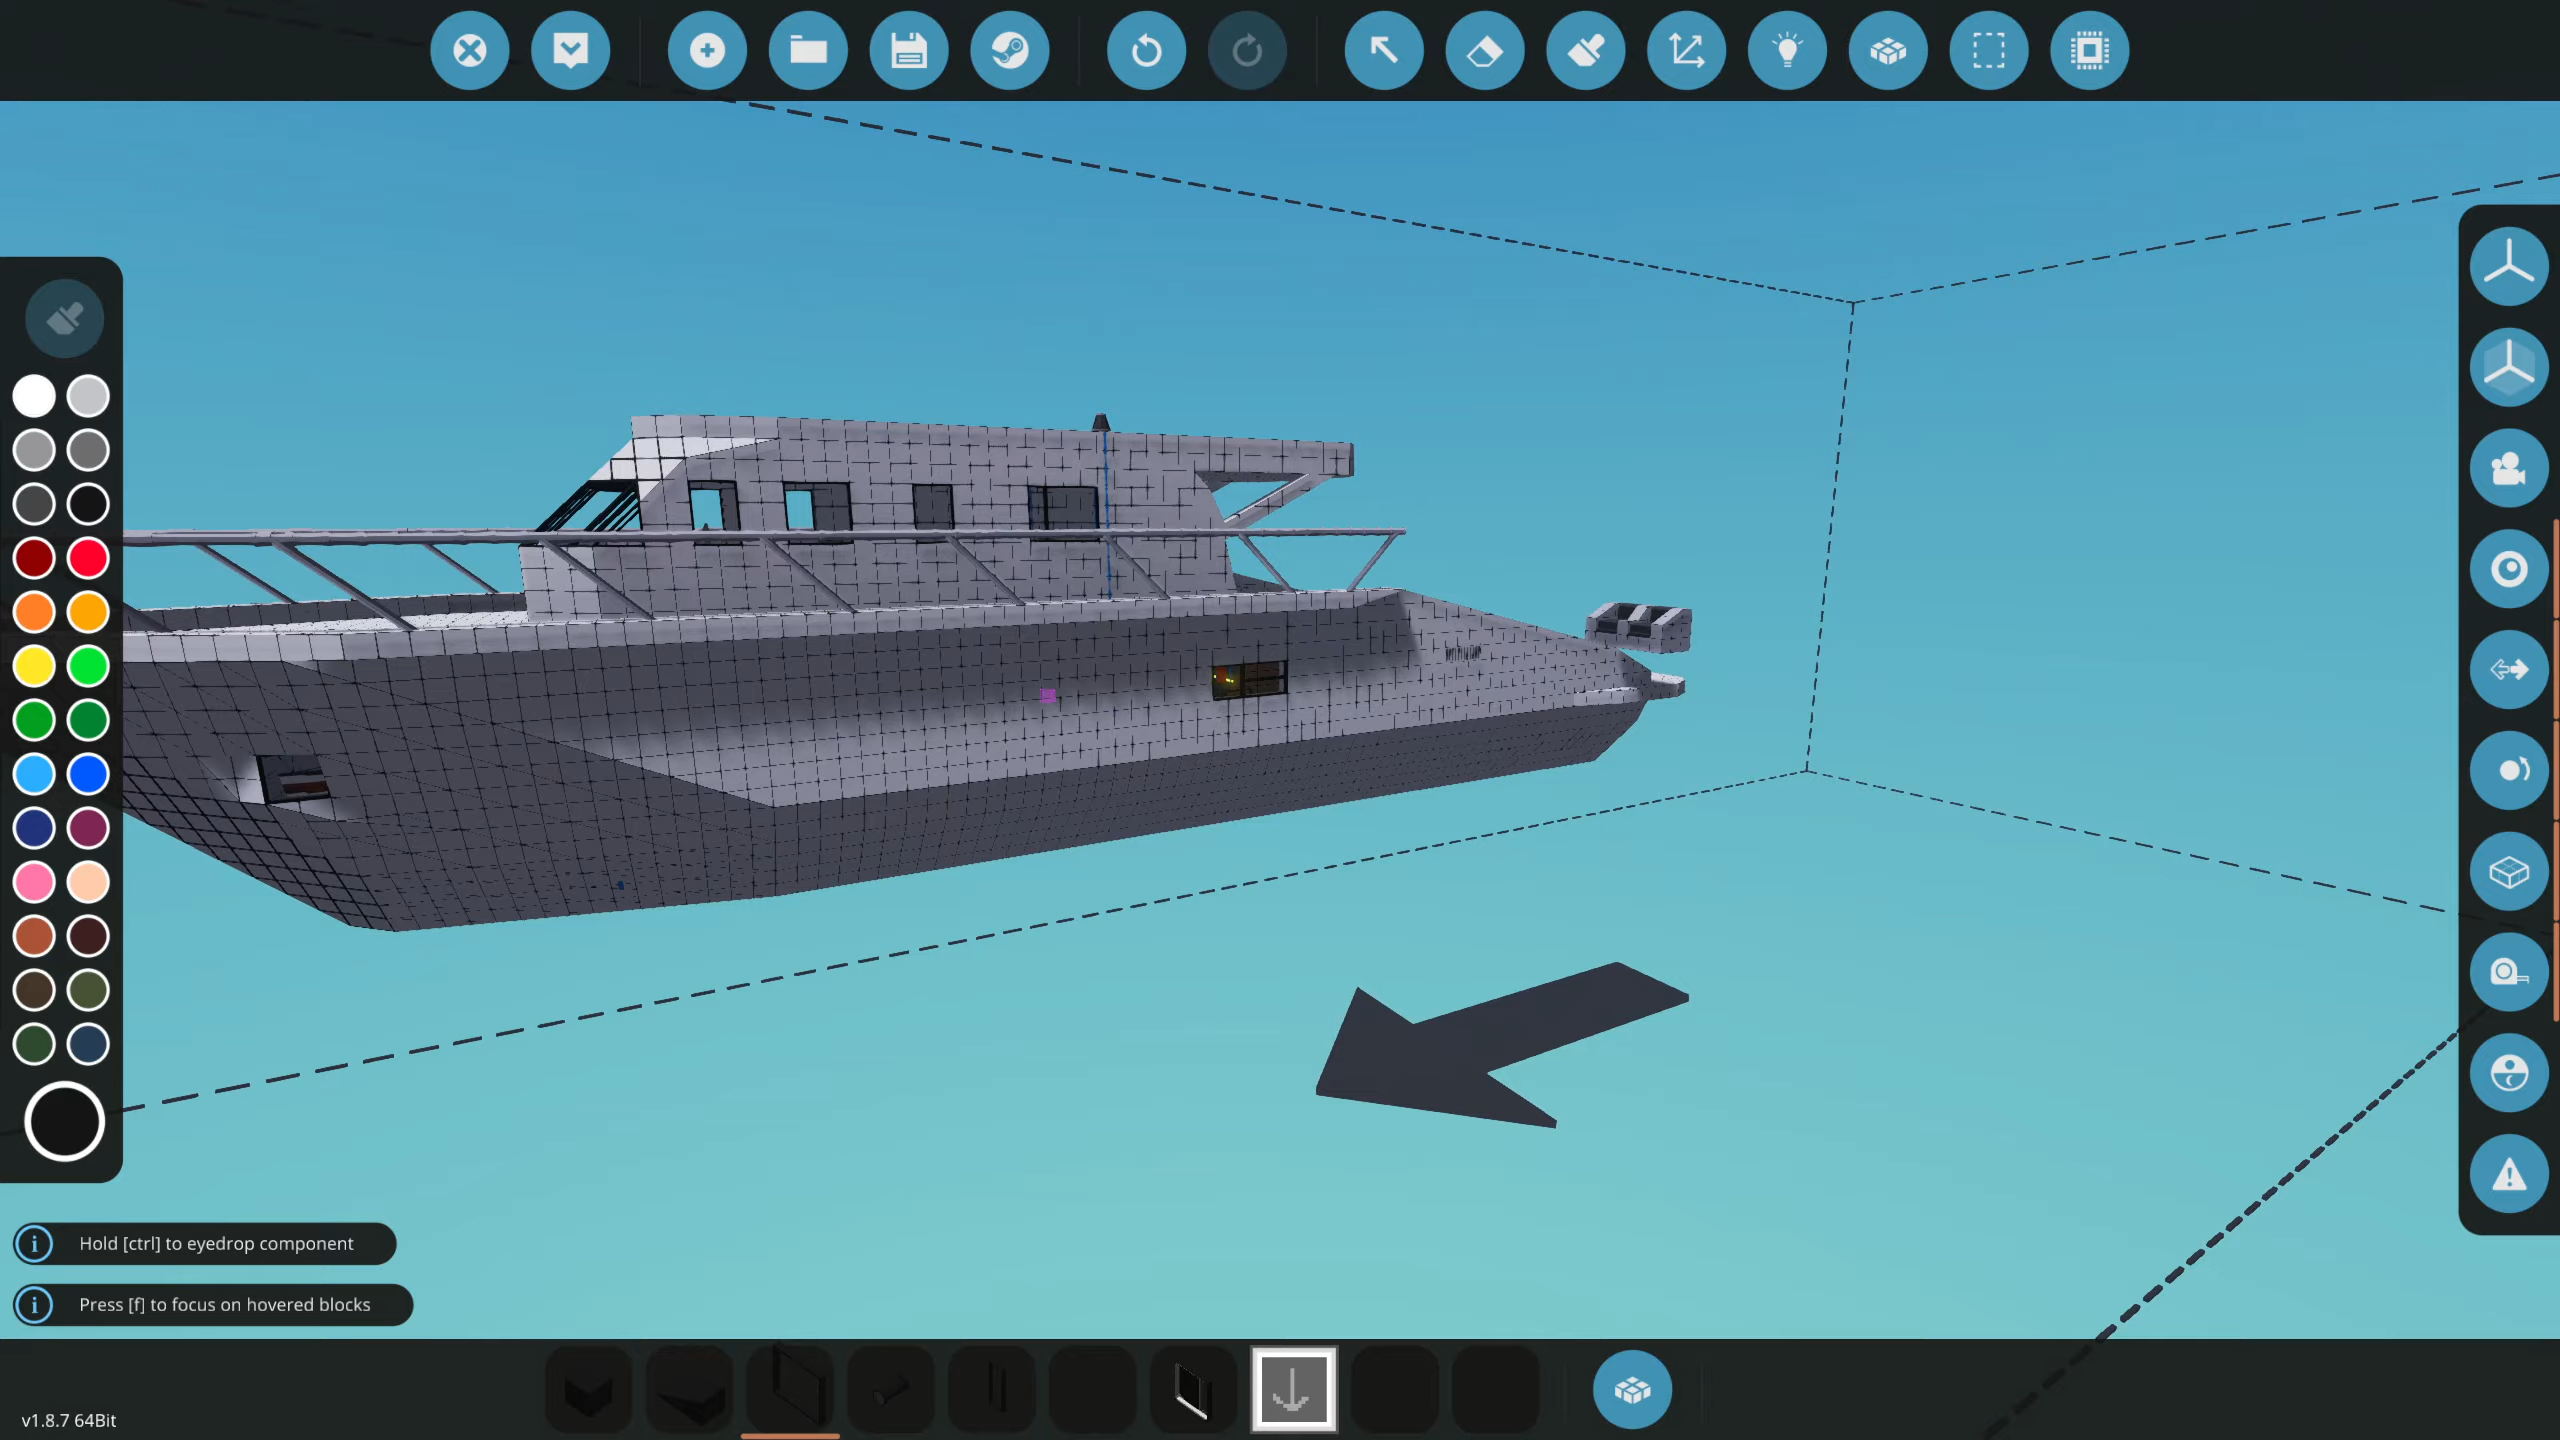 Hold [ctrl] to eyedrop component
Press [f] to focus on hovered blocks
v1.8.7 64Bit